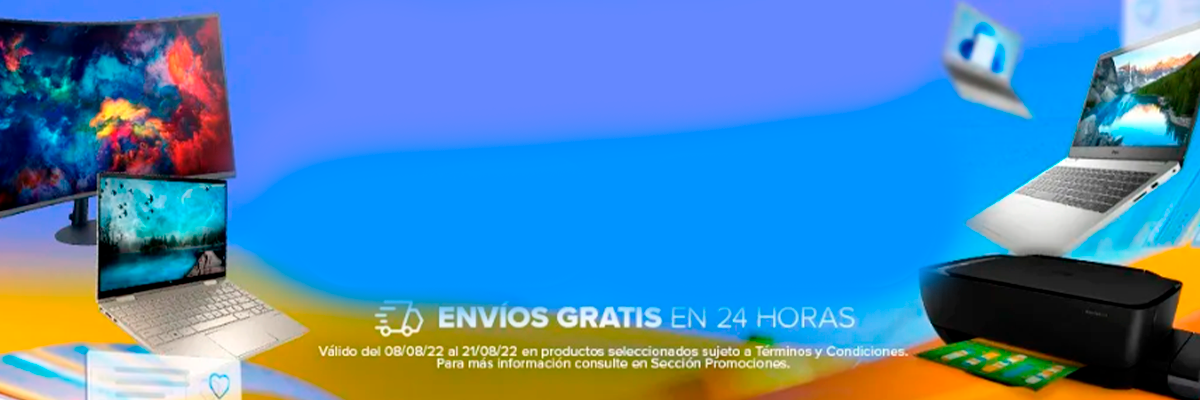 ENVÍOS GRATIS EN 24 HORAS
Válido del 08/08/22 al 21/08/22 en productos seleccionados sujeto a Términos y Condiciones.
Para más información consulte en Sección Promociones.